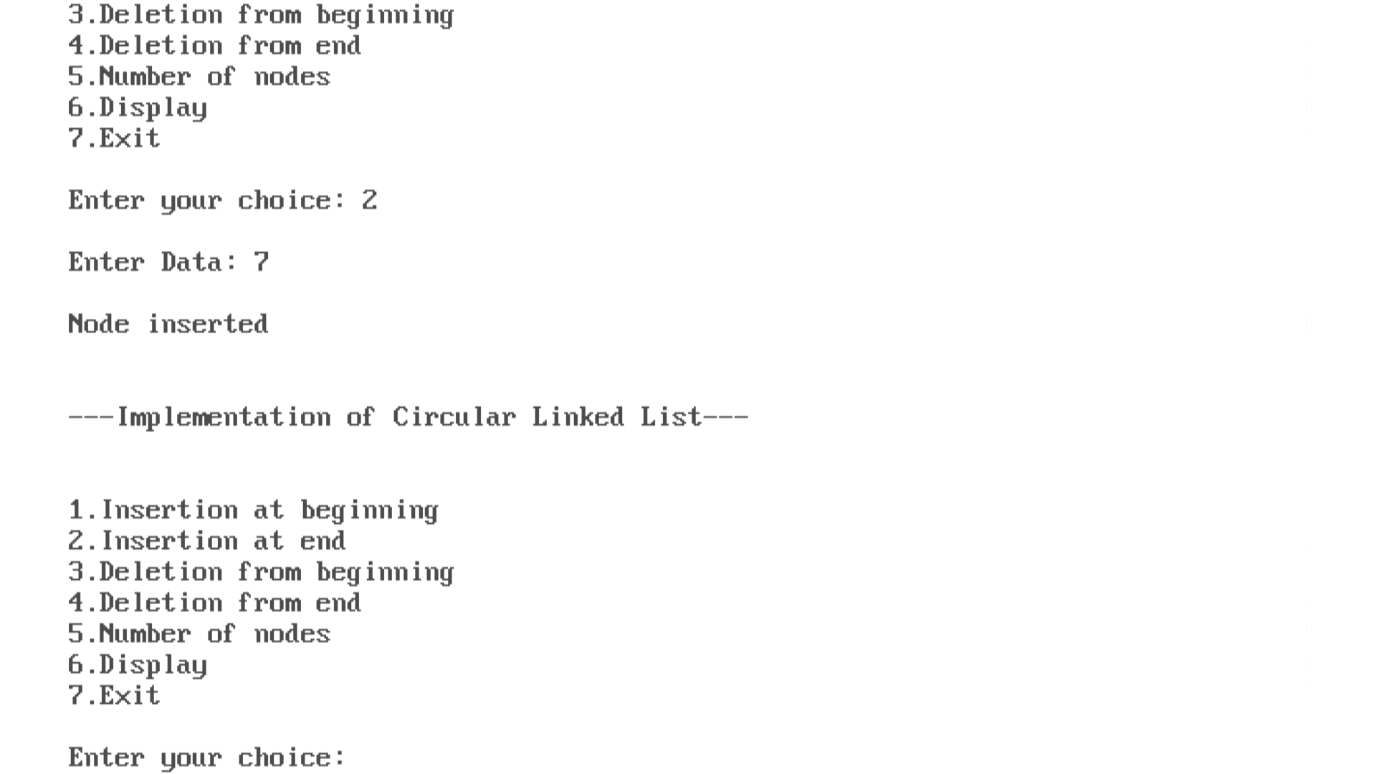 3.Deletion from beginning
4.Deletion from end
5.Number of nodes
6.Display
7.Exit
Enter your choice: 2
Enter Data: 7
Node inserted
---Implementation of Circular Linked List---
1.Insertion at beginning
2.Insertion at end
3.Deletion from beginning
4.Deletion from end
5.Number of nodes
6.Display
7.Exit
Enter your choice: